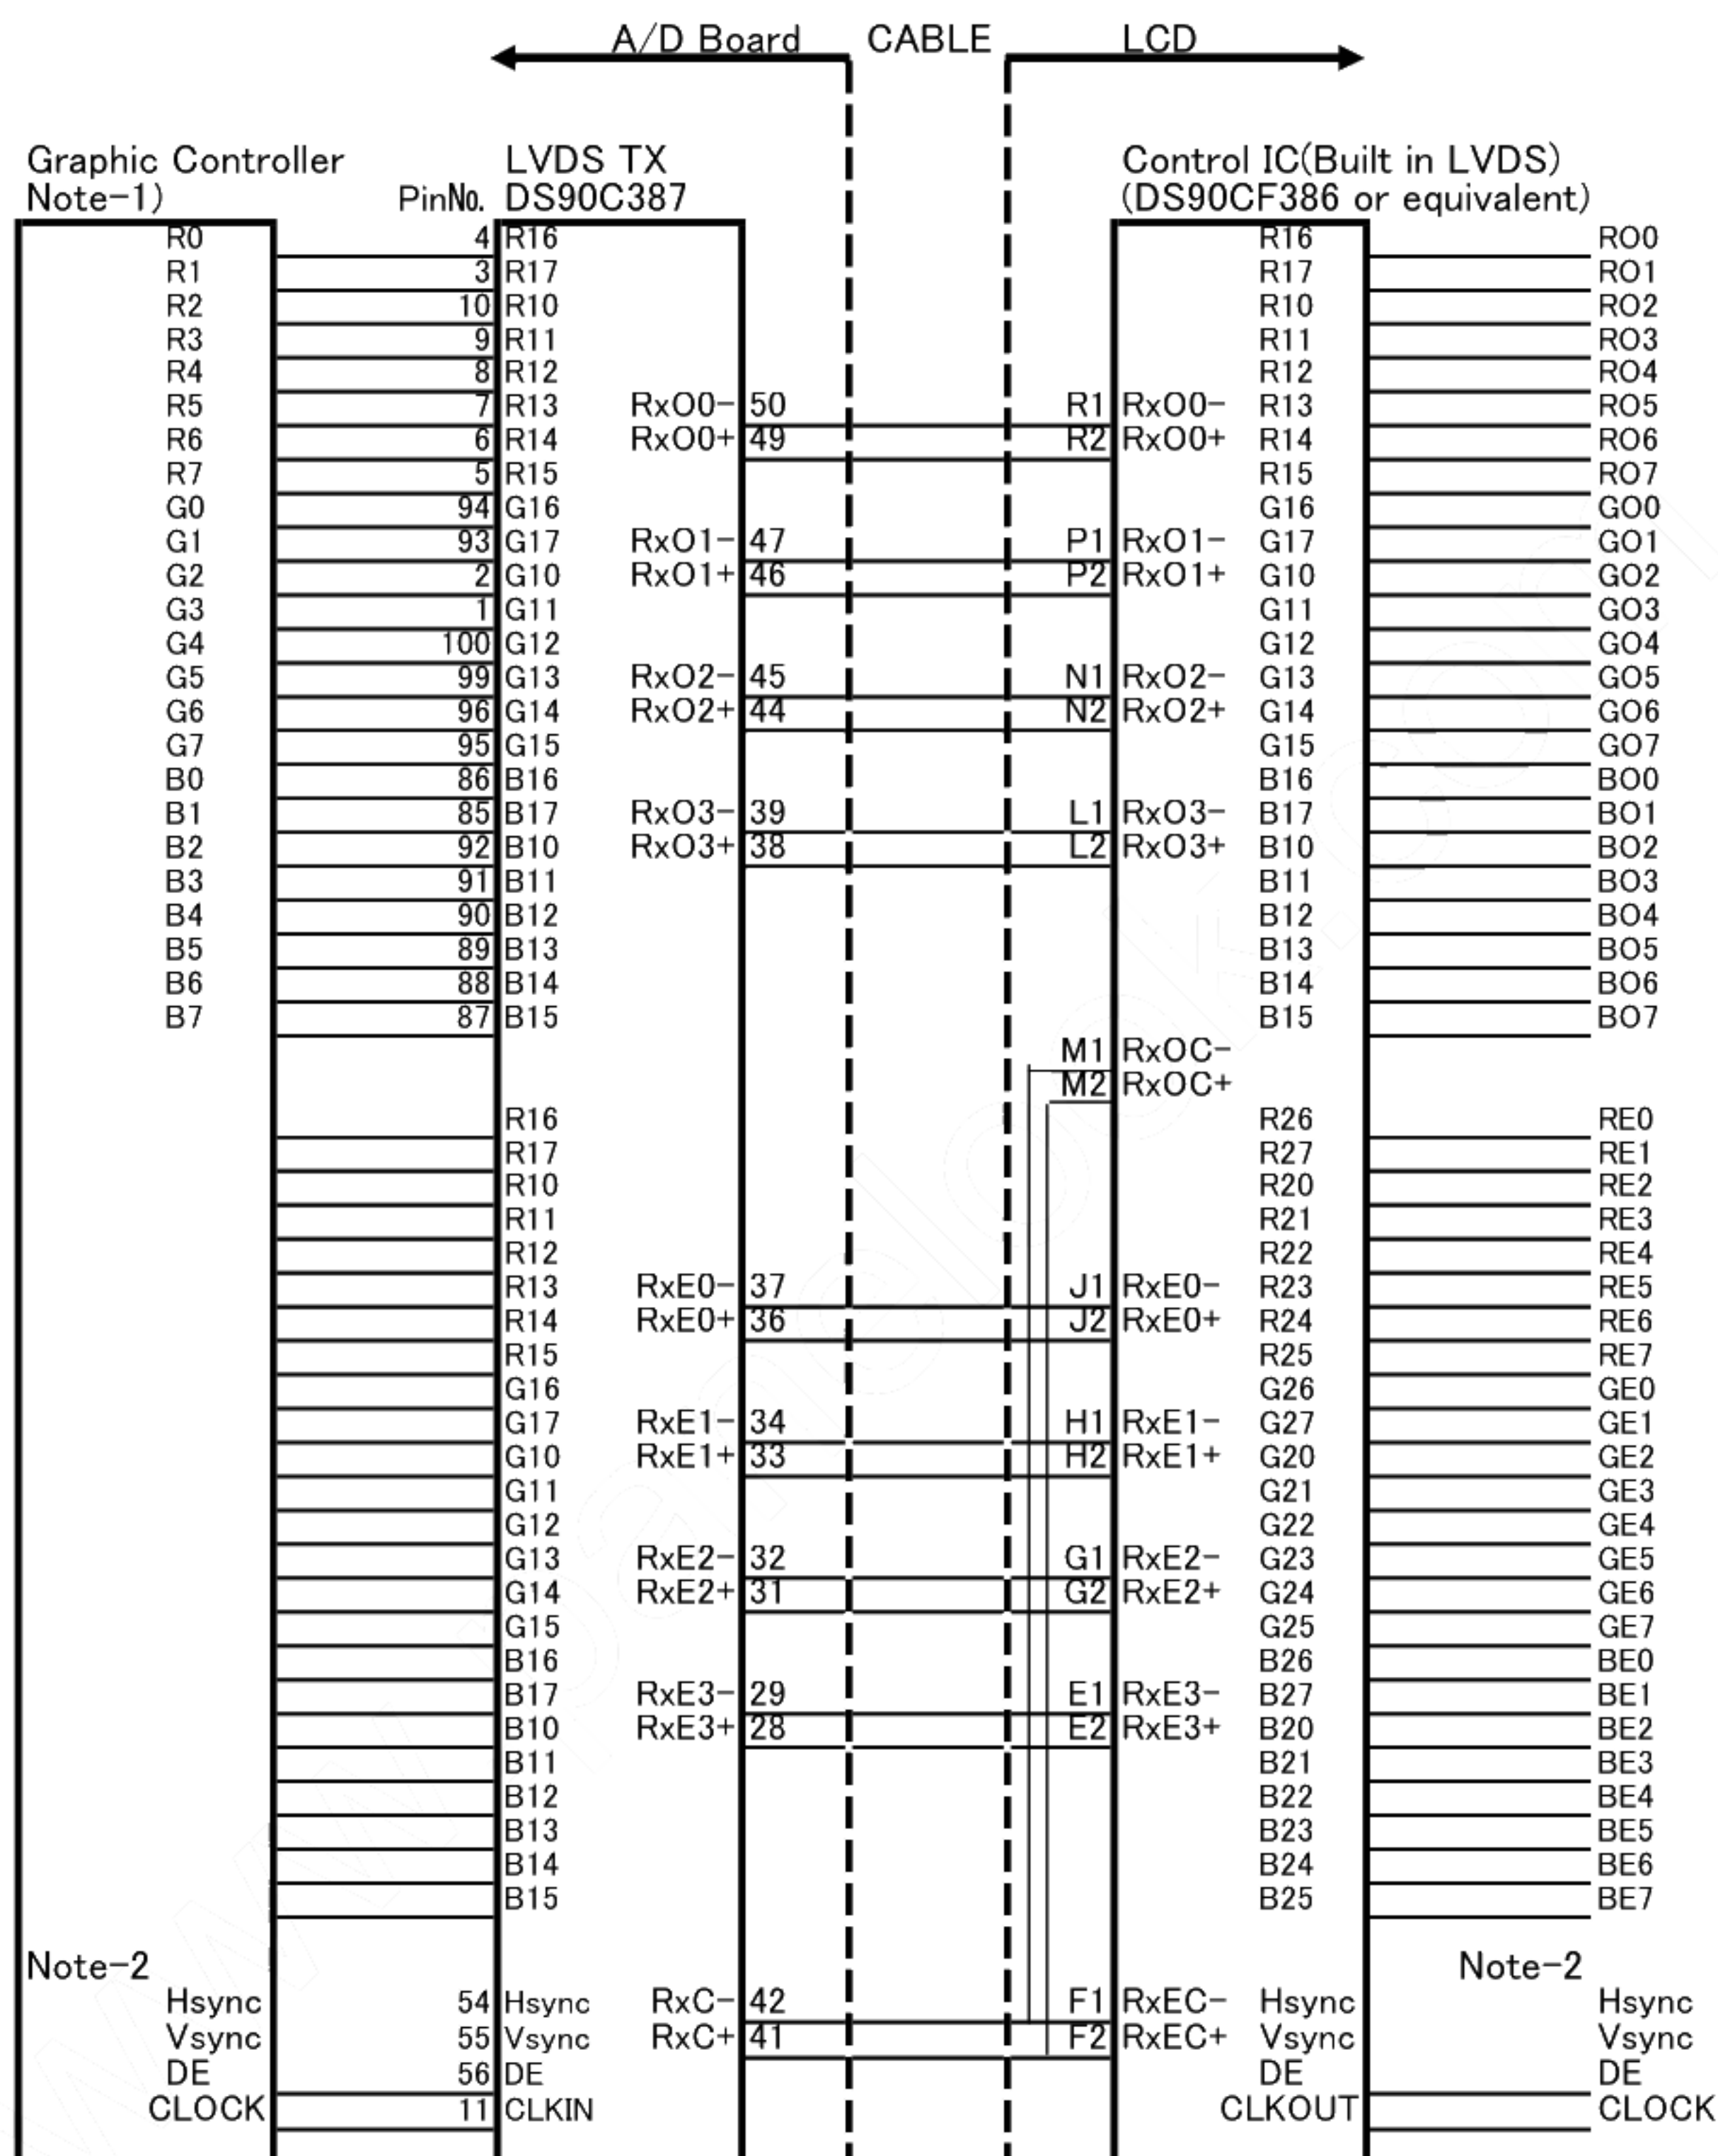 A/D Board CABLE LCD
Graphic Controller LVDS TX Control IC(Built in LVDS)
Note-1) PinNo. DS90C387 (DS90CF386 or equivalent)
R0 4 R16 R16 RO0
R1 3 R17 R17 RO1
R2 10 R10 R10 RO2
R3 9 R11 R11 RO3
R4 8 R12 R12 RO4
R5 7 R13 RxO0- 50 R1 RxO0- R13 RO5
R6 6 R14 RxO0+ 49 R2 RxO0+ R14 RO6
R7 5 R15 R15 RO7
G0 94 G16 G16 GO0
G1 93 G17 RxO1- 47 P1 RxO1- G17 GO1
G2 2 G10 RxO1+ 46 P2 RxO1+ G10 GO2
G3 1 G11 G11 GO3
G4 100 G12 G12 GO4
G5 99 G13 RxO2- 45 N1 RxO2- G13 GO5
G6 96 G14 RxO2+ 44 N2 RxO2+ G14 GO6
G7 95 G15 G15 GO7
B0 86 B16 B16 BO0
B1 85 B17 RxO3- 39 L1 RxO3- B17 BO1
B2 92 B10 RxO3+ 38 L2 RxO3+ B10 BO2
B3 91 B11 B11 BO3
B4 90 B12 B12 BO4
B5 89 B13 B13 BO5
B6 88 B14 B14 BO6
B7 87 B15 B15 BO7
M1 RxOC-
M2 RxOC+
R16 R26 RE0
R17 R27 RE1
R10 R20 RE2
R11 R21 RE3
R12 R22 RE4
R13 RxE0- 37 J1 RxE0- R23 RE5
R14 RxE0+ 36 J2 RxE0+ R24 RE6
R15 R25 RE7
G16 G26 GE0
G17 RxE1- 34 H1 RxE1- G27 GE1
G10 RxE1+ 33 H2 RxE1+ G20 GE2
G11 G21 GE3
G12 G22 GE4
G13 RxE2- 32 G1 RxE2- G23 GE5
G14 RxE2+ 31 G2 RxE2+ G24 GE6
G15 G25 GE7
B16 B26 BE0
B17 RxE3- 29 E1 RxE3- B27 BE1
B10 RxE3+ 28 E2 RxE3+ B20 BE2
B11 B21 BE3
B12 B22 BE4
B13 B23 BE5
B14 B24 BE6
B15 B25 BE7
Note-2 Note-2
Hsync 54 Hsync RxC- 42 F1 RxEC- Hsync Hsync
Vsync 55 Vsync RxC+ 41 F2 RxEC+ Vsync Vsync
DE 56 DE DE DE
CLOCK 11 CLKIN CLKOUT CLOCK